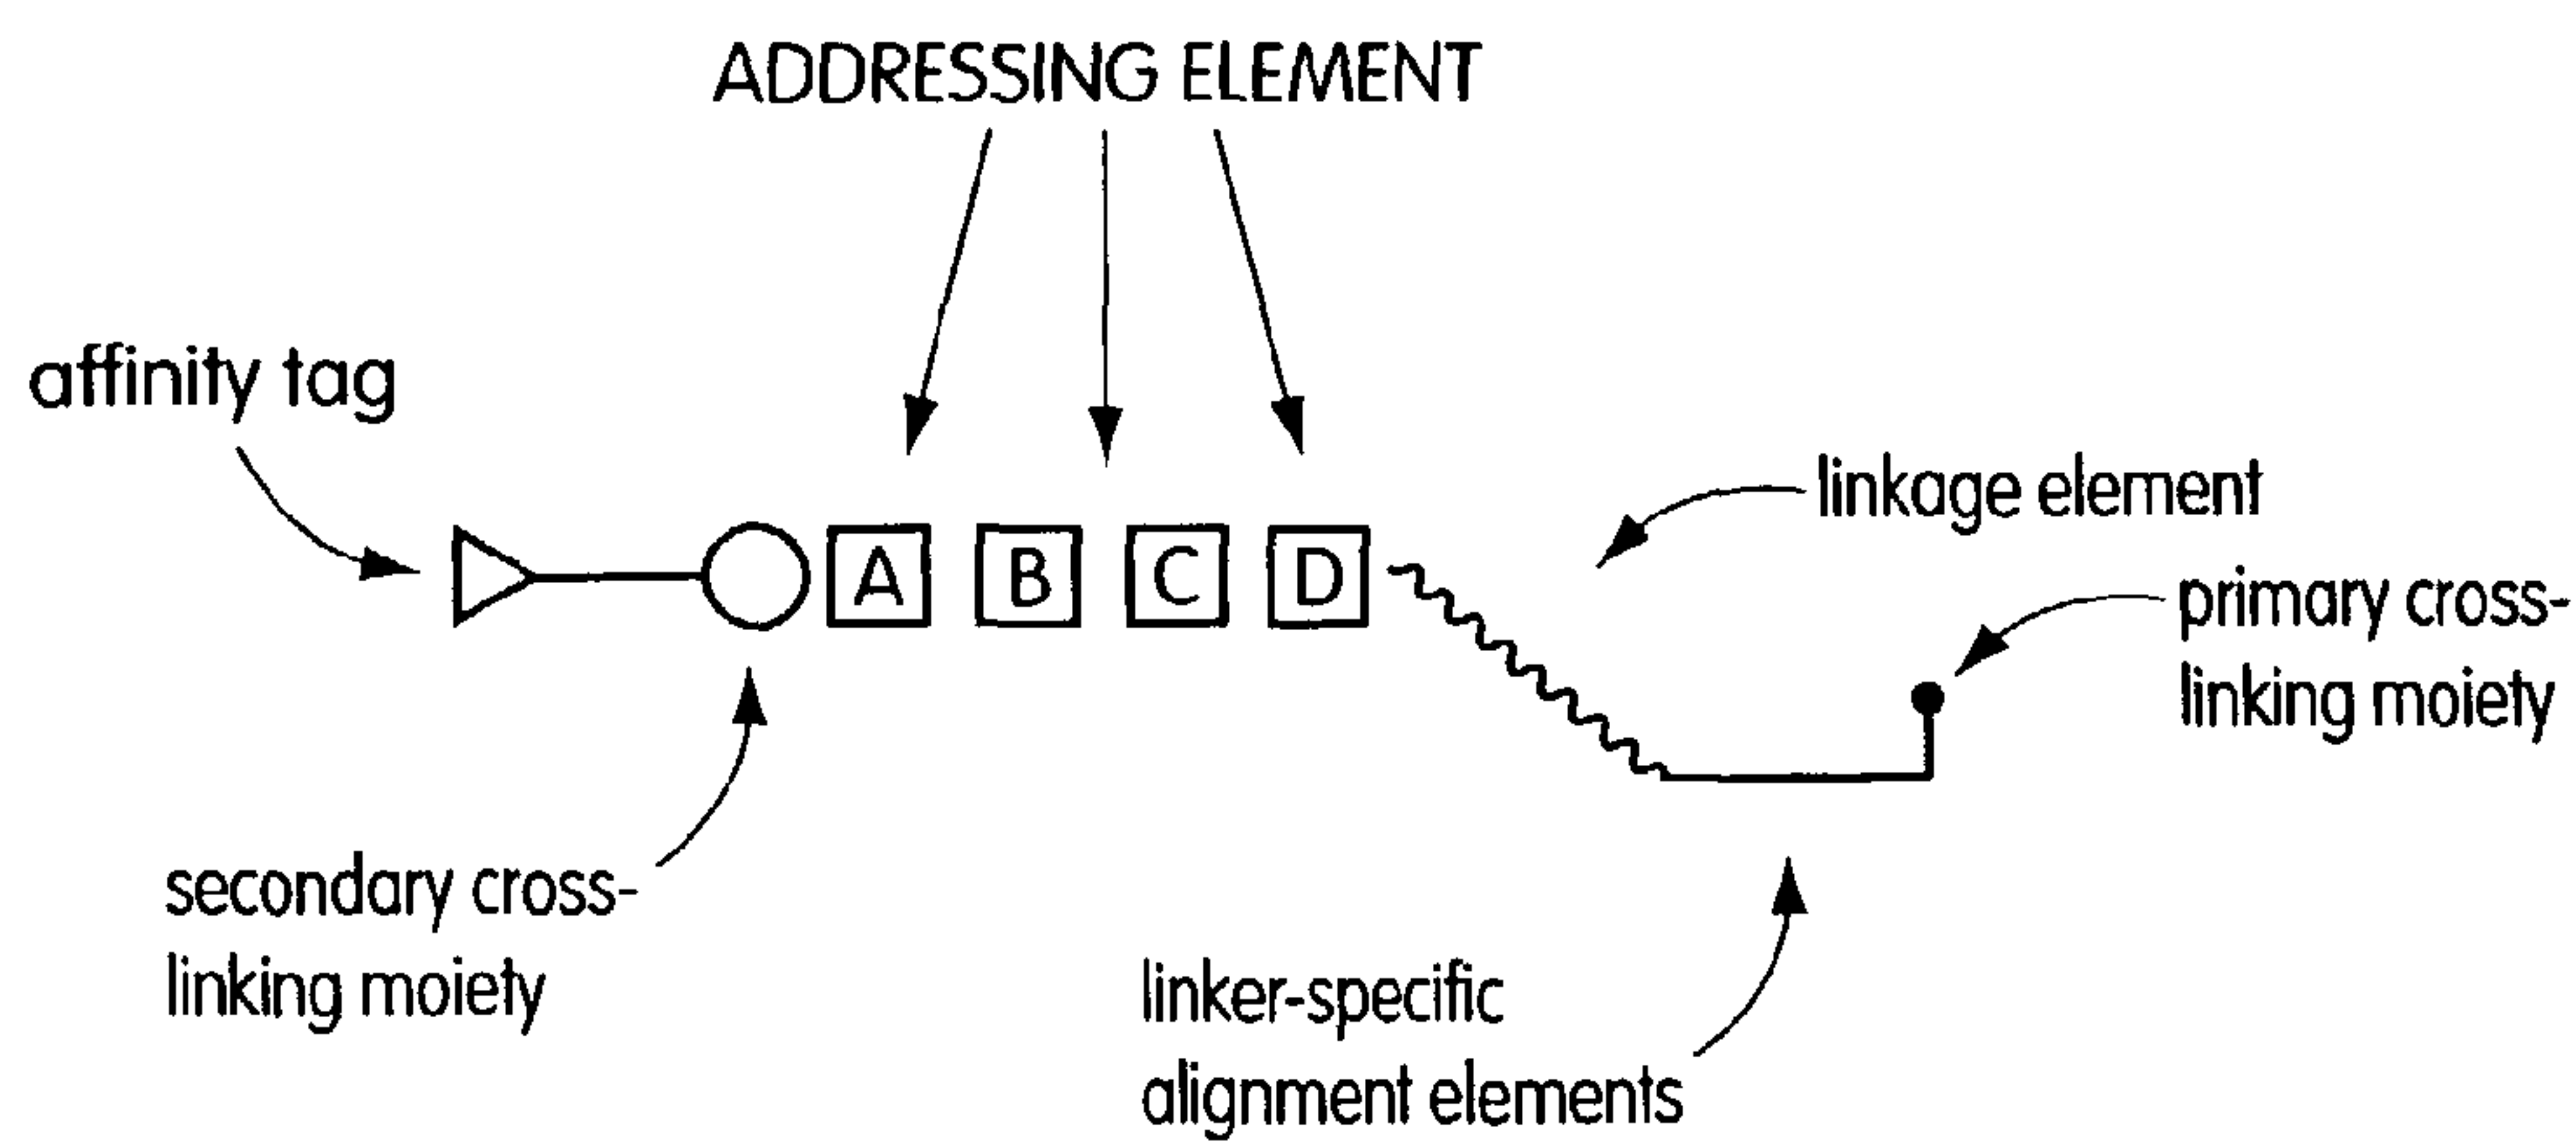 ADDRESSING ELEMENT
affinity tag
linkage element
A B C D
primary cross-
linking moiety
secondary cross-
linking moiety
linker-specific
alignment elements